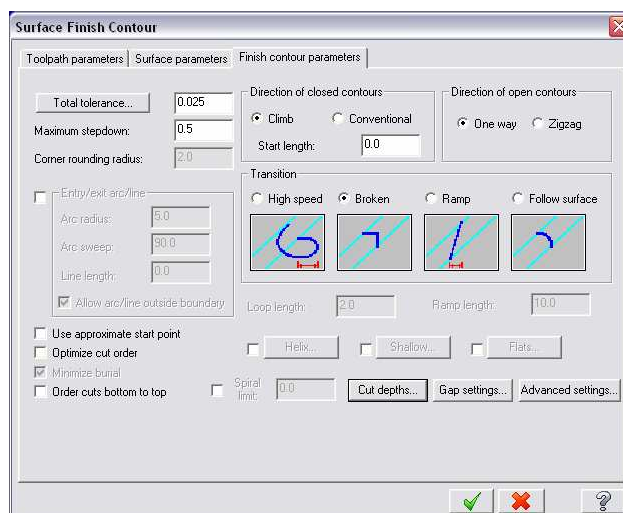 Surface Finish Contour
Toolpath parameters
Surface parameters
Finish contour parameters
Total tolerance...
0.025
Maximum stepdown:
0.5
Corner rounding radius:
2.0
Direction of closed contours
Climb
Conventional
Start length:
0.0
Direction of open contours
One way
Zigzag
Transition
High speed
Broken
Ramp
Follow surface
Entry/exit arc/line
Arc radius:
5.0
Arc sweep:
90.0
Line length:
0.0
Allow arc/line outside boundary
Loop length:
2.0
Ramp length:
10.0
Use approximate start point
Optimize cut order
Minimize burial
Order cuts bottom to top
Helix...
Shallow...
Flats...
Spiral
limit:
0.0
Cut depths...
Gap settings...
Advanced settings...
?